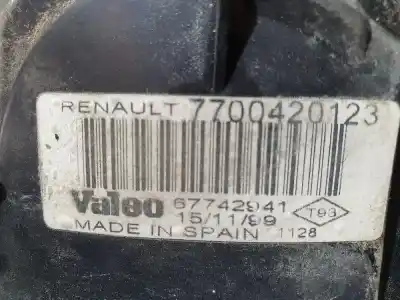 RENAULT 7700420123
Valeo 67742941
15/11/99 T93
MADE IN SPAIN 1128